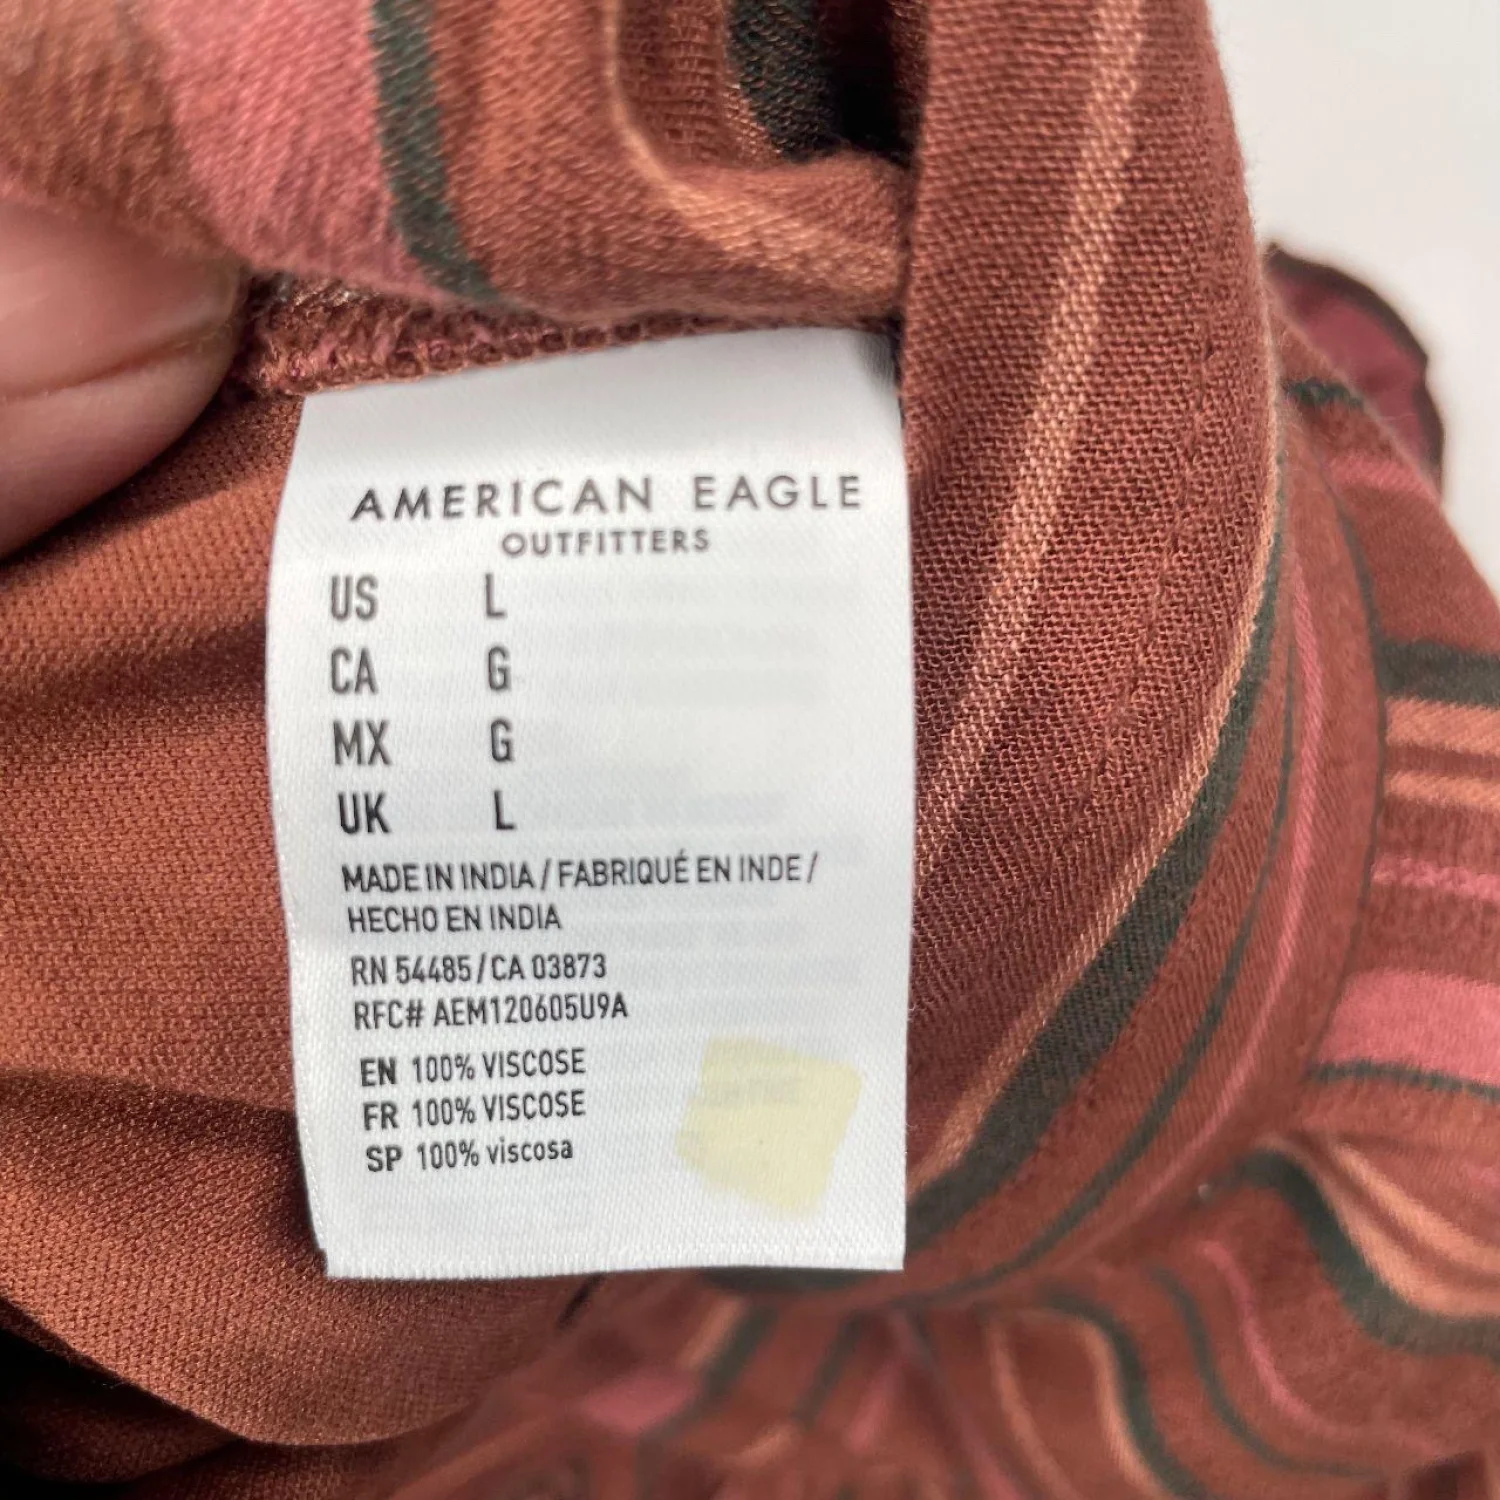 AMERICAN EAGLE
OUTFITTERS
US L
CA G
MX G
UK L
MADE IN INDIA / FABRIQUÉ EN INDE /
HECHO EN INDIA
RN 54485/CA 03873
RFC# AEM120605U9A
EN 100% VISCOSE
FR 100% VISCOSE
SP 100% viscosa